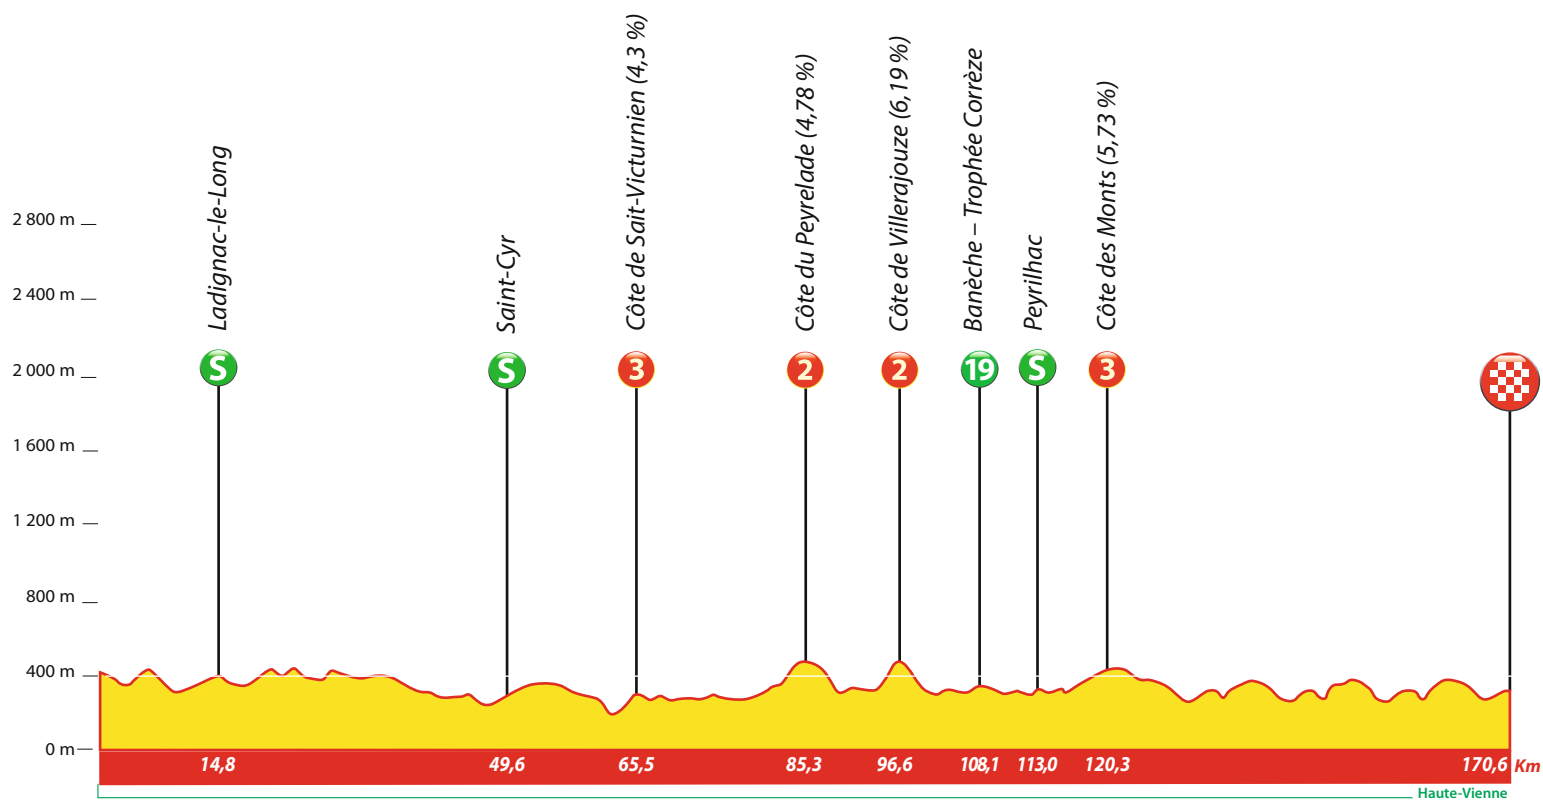 Ladignac-le-Long
Saint-Cyr
Côte de Sait-Victurnien (4,3 %)
Côte du Peyrelade (4,78 %)
Côte de Villerajouze (6,19 %)
Banèche – Trophée Corrèze
Peyrilhac
Côte des Monts (5,73 %)
S
S
3
2
2
19
S
3
2 800 m
2 400 m
2 000 m
1 600 m
1 200 m
800 m
400 m
0 m
14,8
49,6
65,5
85,3
96,6
108,1
113,0
120,3
170,6 Km
Haute-Vienne